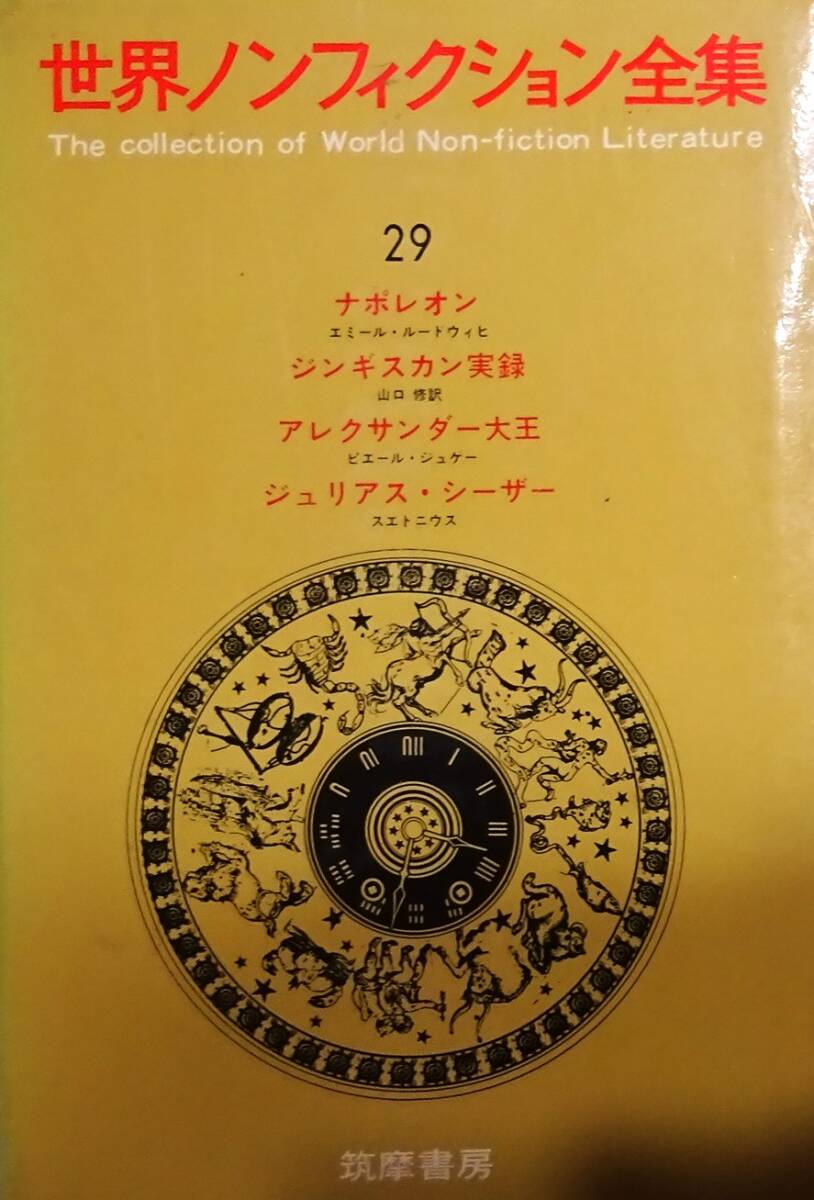 世界ノンフィクション全集
The collection of World Non-fiction Literature
29
ナポレオン
エミール・ルードウィヒ
ジンギスカン実録
山口 修訳
アレクサンダー大王
ピエール・ジュゲー
ジュリアス・シーザー
スエトニウス
筑摩書房